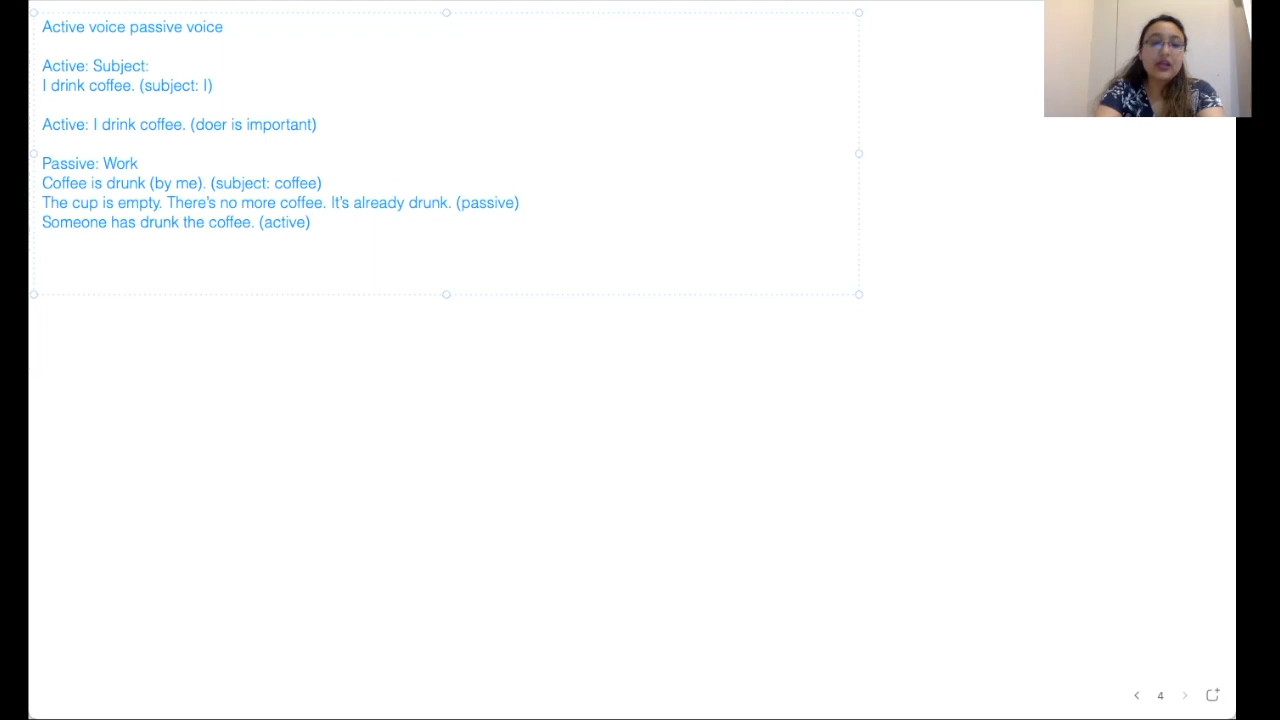 Active voice passive voice
Active: Subject:
I drink coffee. (subject: I)
Active: I drink coffee. (doer is important)
Passive: Work
Coffee is drunk (by me). (subject: coffee)
The cup is empty. There's no more coffee. It's already drunk. (passive)
Someone has drunk the coffee. (active)
4